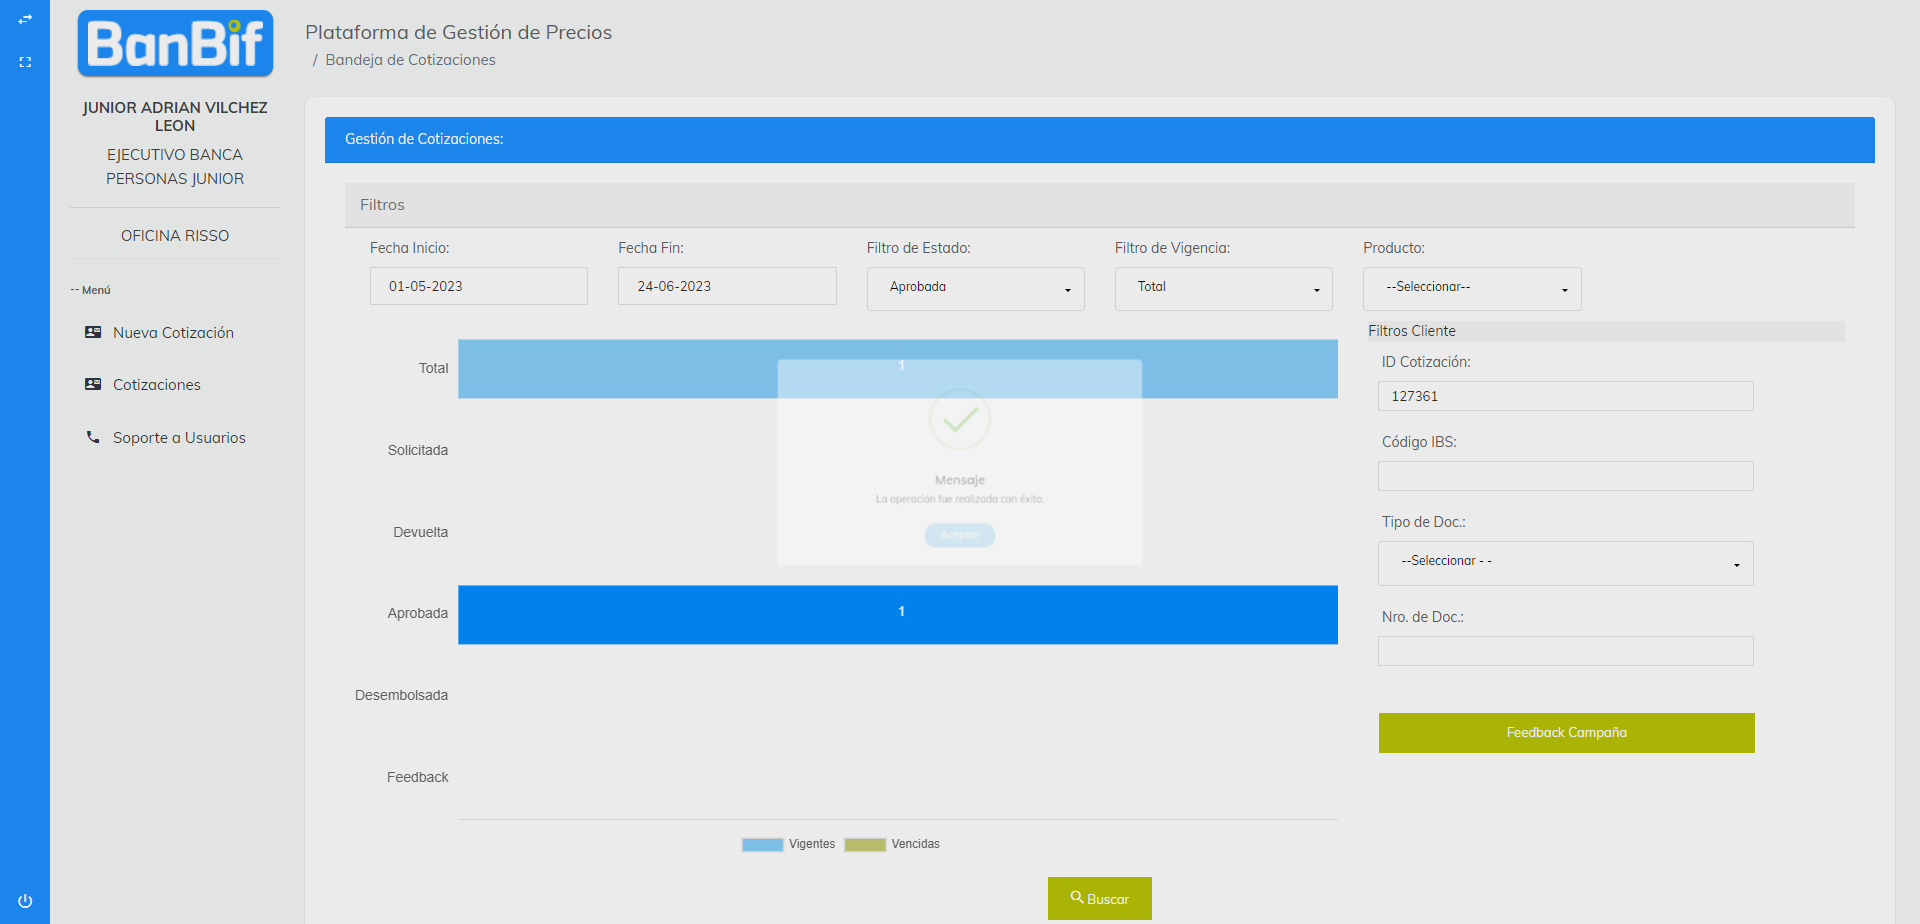 BanBif
JUNIOR ADRIAN VILCHEZ
LEON
EJECUTIVO BANCA
PERSONAS JUNIOR
OFICINA RISSO
-- Menú
Nueva Cotización
Cotizaciones
Soporte a Usuarios
Plataforma de Gestión de Precios
/ Bandeja de Cotizaciones
Gestión de Cotizaciones:
Filtros
Fecha Inicio: Fecha Fin: Filtro de Estado: Filtro de Vigencia: Producto:
01-05-2023 24-06-2023 Aprobada Total --Seleccionar--
Total 1
Solicitada
Devuelta
Aprobada 1
Desembolsada
Feedback
Vigentes Vencidas
Mensaje
La operación fue realizada con éxito.
Aceptar
Filtros Cliente
ID Cotización:
127361
Código IBS:
Tipo de Doc.:
--Seleccionar - -
Nro. de Doc.:
Feedback Campaña
Buscar